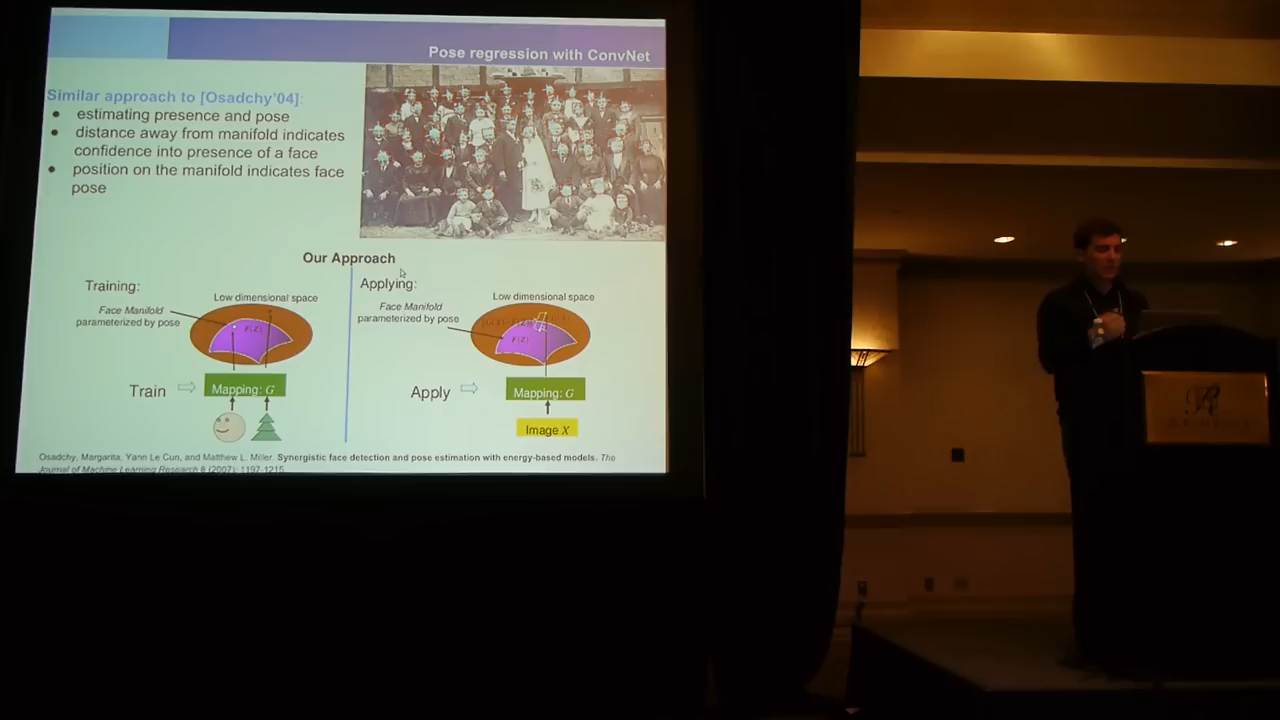 Pose regression with ConvNet
Similar approach to [Osadchy'04]:
• estimating presence and pose
• distance away from manifold indicates
confidence into presence of a face
• position on the manifold indicates face
pose
Our Approach
Training:
Low dimensional space
Face Manifold
parameterized by pose
F(Z)
Train
Mapping: G
Applying:
Low dimensional space
Face Manifold
parameterized by pose
F(Z)
Apply
Mapping: G
Image X
Osadchy, Margarita, Yann Le Cun, and Matthew L. Miller. Synergistic face detection and pose estimation with energy-based models. The
Journal of Machine Learning Research 8 (2007): 1197-1215.